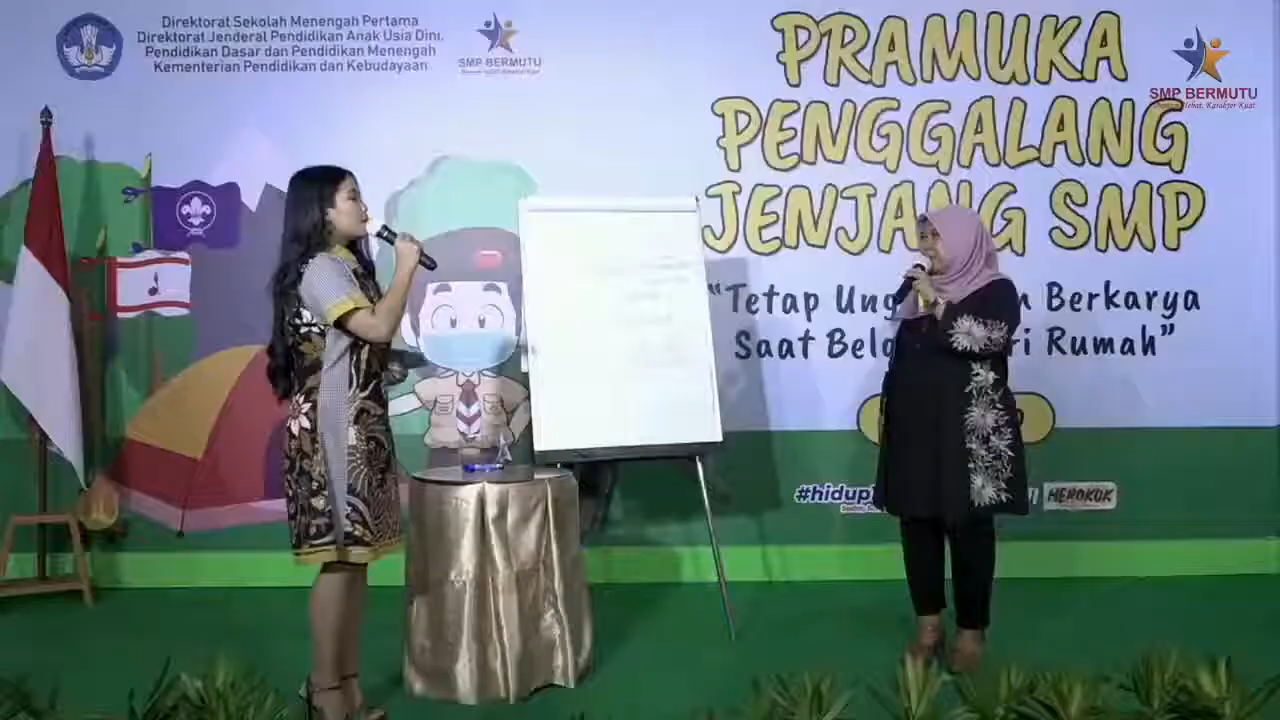 Direktorat Sekolah Menengah Pertama
Direktorat Jenderal Pendidikan Anak Usia Dini,
Pendidikan Dasar dan Pendidikan Menengah
Kementerian Pendidikan dan Kebudayaan
SMP BERMUTU
SMP BERMUTU
PRAMUKA
PENGGALANG
JENJANG SMP
"Tetap Ung Berkarya
Saat Bela ri Rumah"
#hidup
MEROKOK